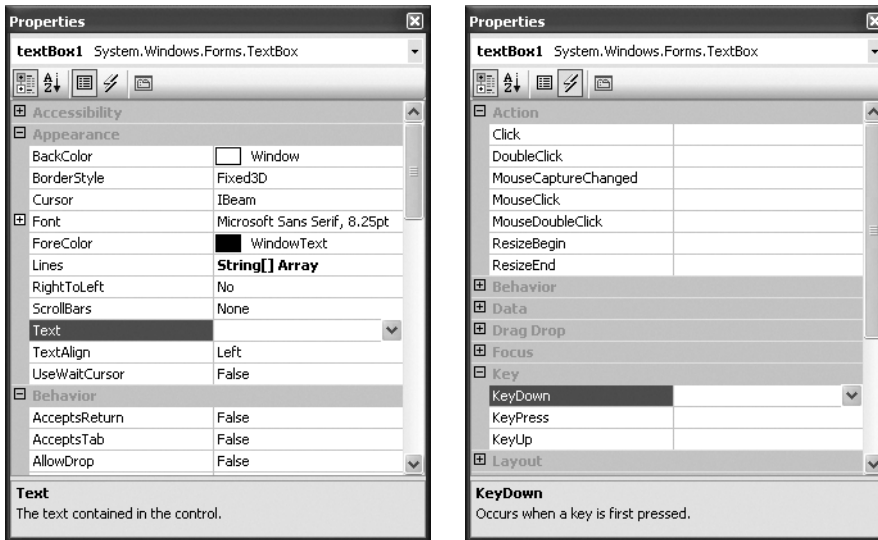 Properties
textBox1 System.Windows.Forms.TextBox
Accessibility
Appearance
BackColor Window
BorderStyle Fixed3D
Cursor IBeam
Font Microsoft Sans Serif, 8.25pt
ForeColor WindowText
Lines String[] Array
RightToLeft No
ScrollBars None
Text
TextAlign Left
UseWaitCursor False
Behavior
AcceptsReturn False
AcceptsTab False
AllowDrop False
Text
The text contained in the control.
Properties
textBox1 System.Windows.Forms.TextBox
Action
Click
DoubleClick
MouseCaptureChanged
MouseClick
MouseDoubleClick
ResizeBegin
ResizeEnd
Behavior
Data
Drag Drop
Focus
Key
KeyDown
KeyPress
KeyUp
Layout
KeyDown
Occurs when a key is first pressed.